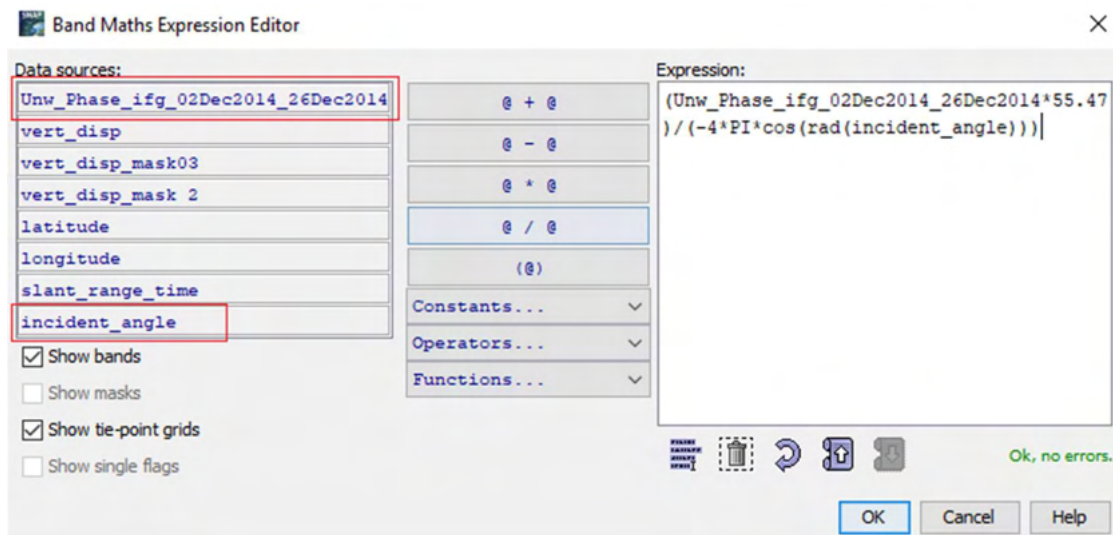 Band Maths Expression Editor
Data sources:
Unw_Phase_ifg_02Dec2014_26Dec2014
vert_disp
vert_disp_mask03
vert_disp_mask 2
latitude
longitude
slant_range_time
incident_angle
Show bands
Show masks
Show tie-point grids
Show single flags
@ + @
@ - @
@ * @
@ / @
(@)
Constants...
Operators...
Functions...
Expression:
(Unw_Phase_ifg_02Dec2014_26Dec2014*55.47
)/(-4*PI*cos(rad(incident_angle)))
Ok, no errors.
OK
Cancel
Help